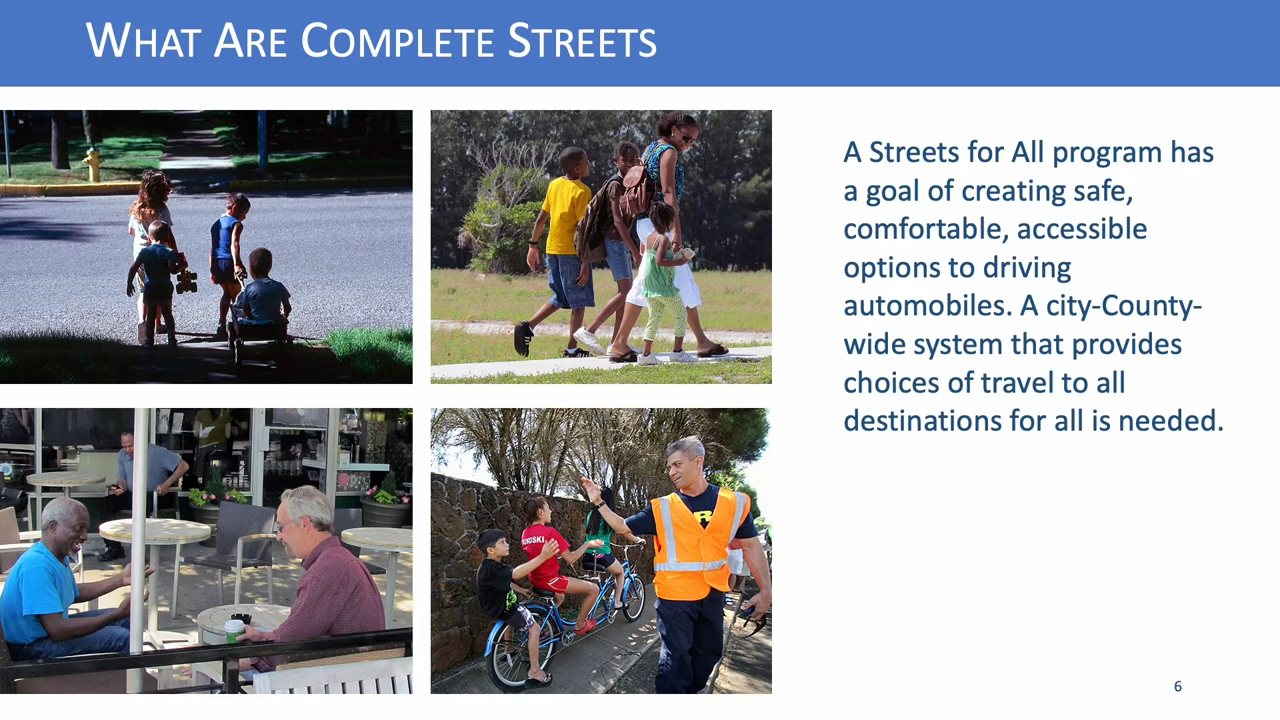 WHAT ARE COMPLETE STREETS
A Streets for All program has
a goal of creating safe,
comfortable, accessible
options to driving
automobiles. A city-County-
wide system that provides
choices of travel to all
destinations for all is needed.
6